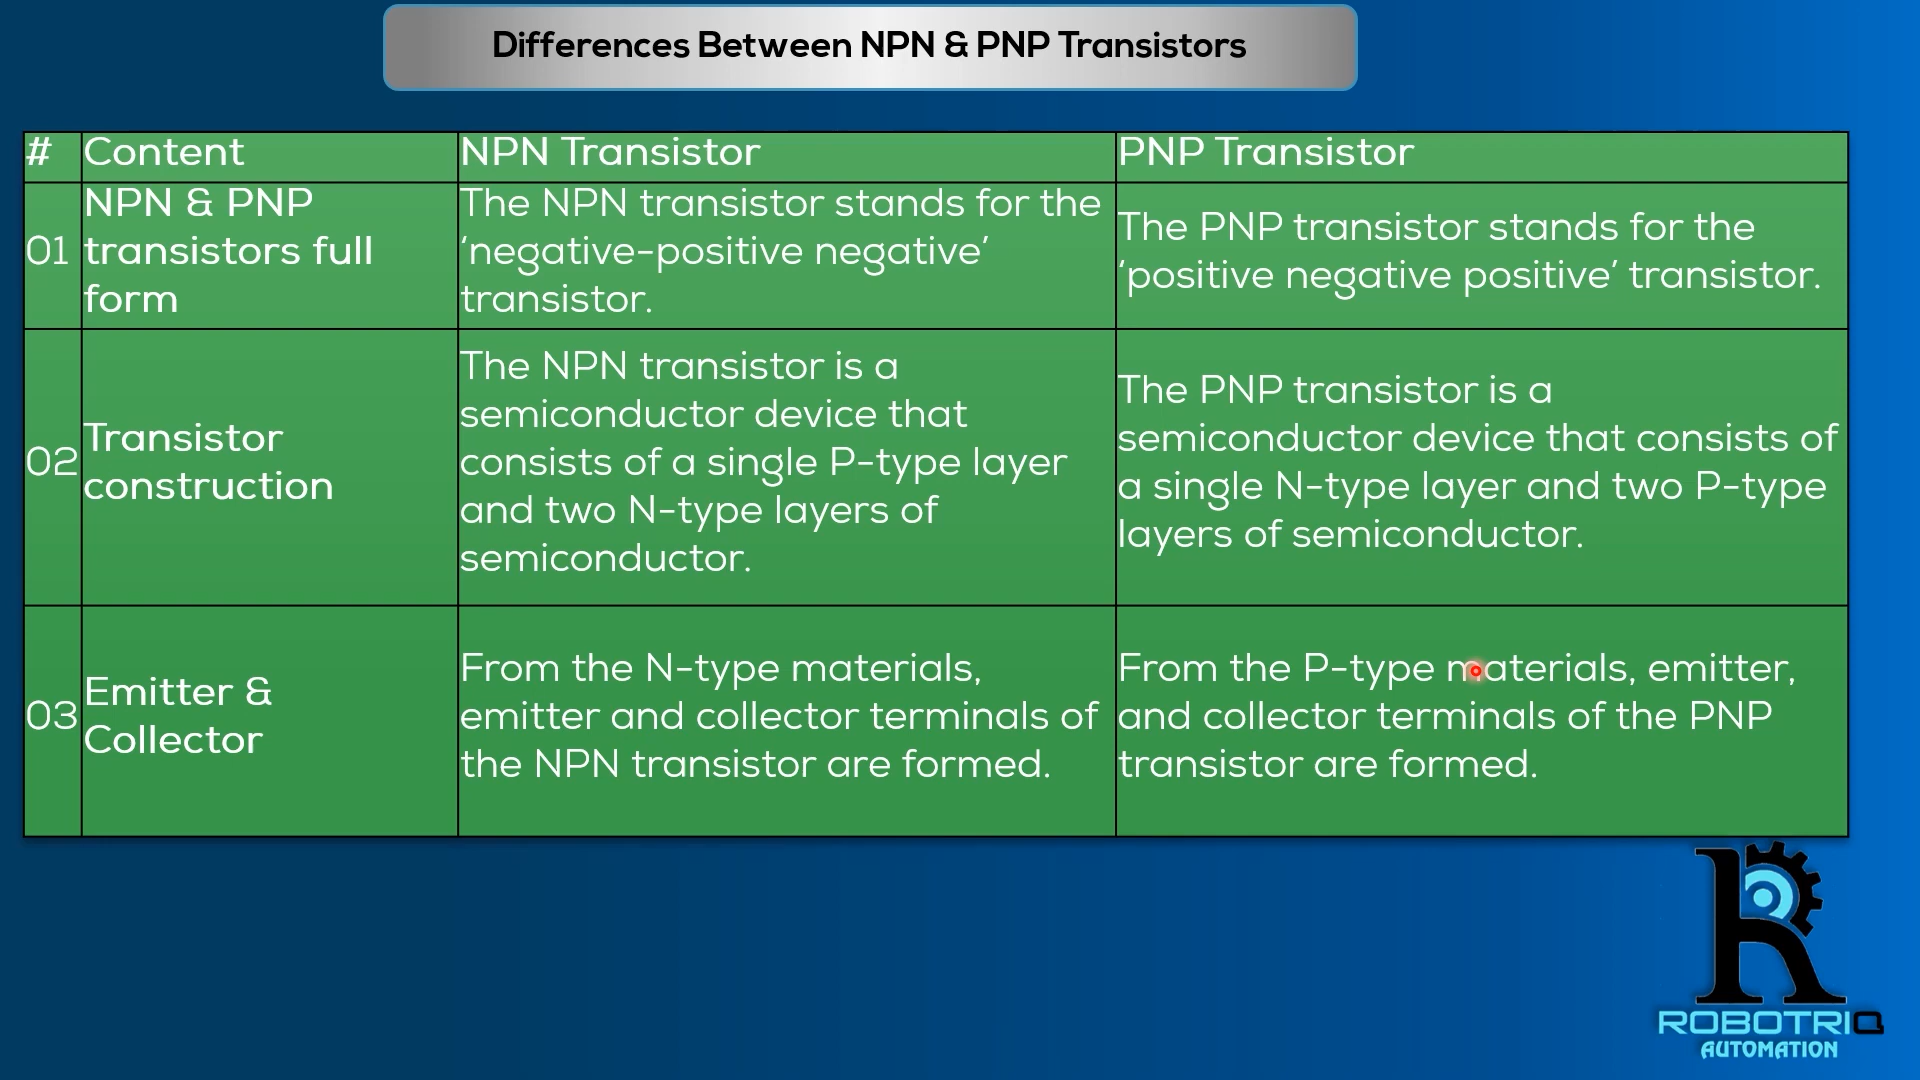 Differences Between NPN & PNP Transistors
# Content NPN Transistor PNP Transistor
01
NPN & PNP
transistors full
form
The NPN transistor stands for the
‘negative-positive negative’
transistor.
The PNP transistor stands for the
‘positive negative positive’ transistor.
02
Transistor
construction
The NPN transistor is a
semiconductor device that
consists of a single P-type layer
and two N-type layers of
semiconductor.
The PNP transistor is a
semiconductor device that consists of
a single N-type layer and two P-type
layers of semiconductor.
03
Emitter &
Collector
From the N-type materials,
emitter and collector terminals of
the NPN transistor are formed.
From the P-type materials, emitter,
and collector terminals of the PNP
transistor are formed.
ROBOTRIQ
AUTOMATION